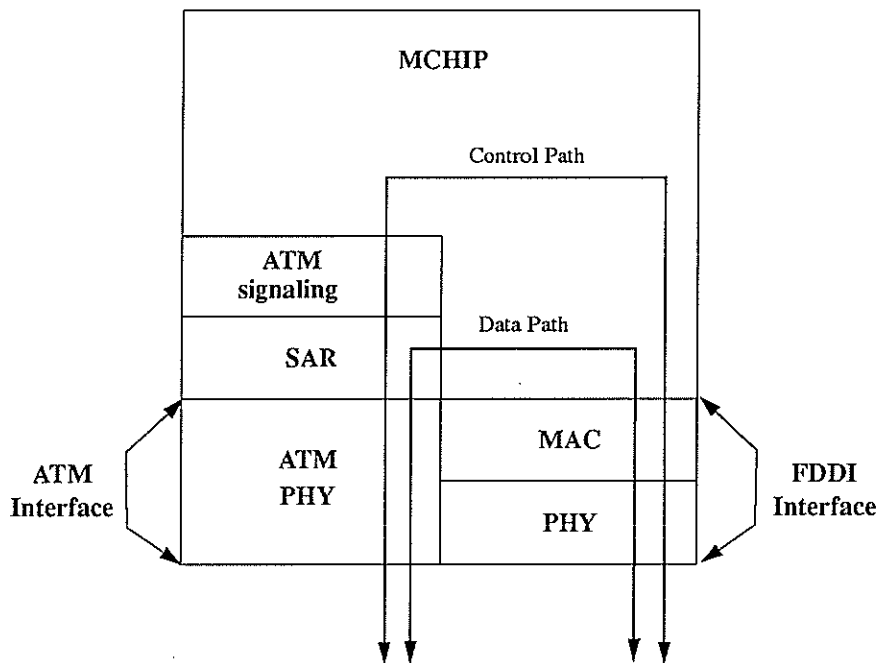 MCHIP
Control Path
ATM
signaling
Data Path
SAR
MAC
ATM
PHY
PHY
ATM
Interface
FDDI
Interface